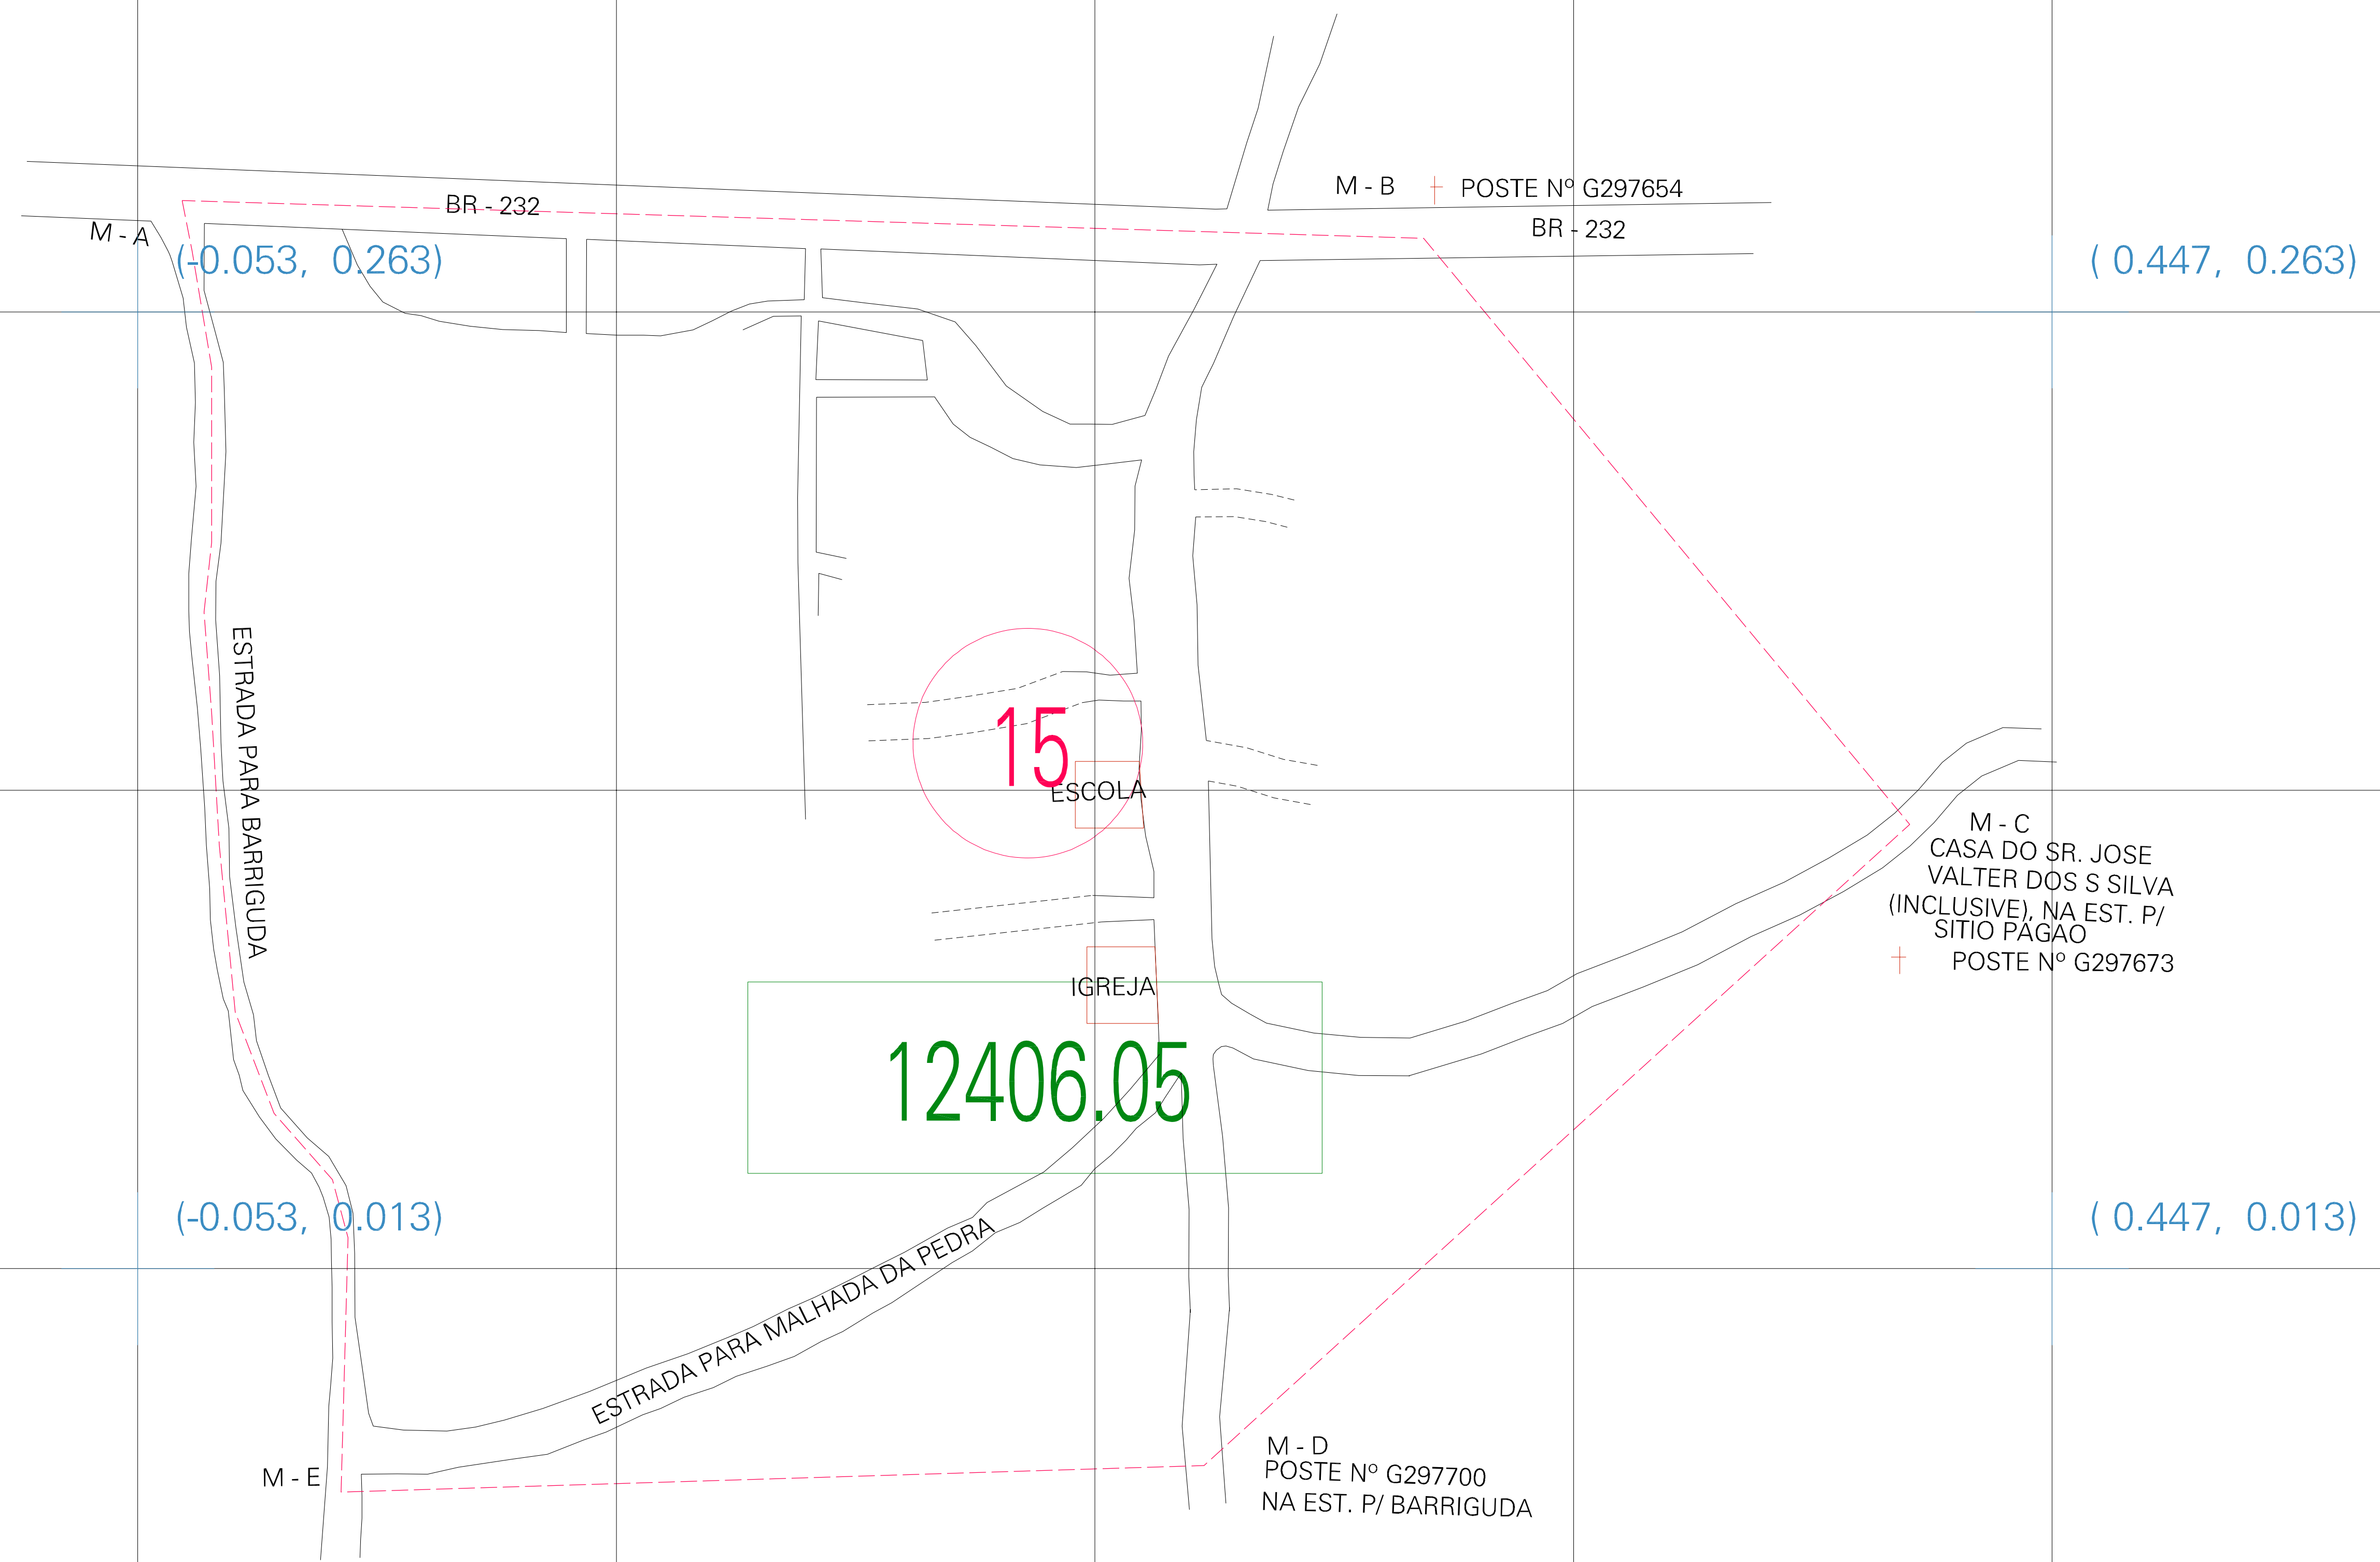 M - B
POSTE Nº G297654
BR - 232
BR - 232
M - A
(-0.053, 0.263)
( 0.447, 0.263)
ESTRADA PARA BARRIGUDA
15
ESCOLA
M - C
CASA DO SR. JOSE
VALTER DOS S SILVA
(INCLUSIVE), NA EST. P/
SITIO PAGAO
POSTE Nº G297673
IGREJA
12406.05
(-0.053, 0.013)
( 0.447, 0.013)
ESTRADA PARA MALHADA DA PEDRA
M - D
POSTE Nº G297700
NA EST. P/ BARRIGUDA
M - E